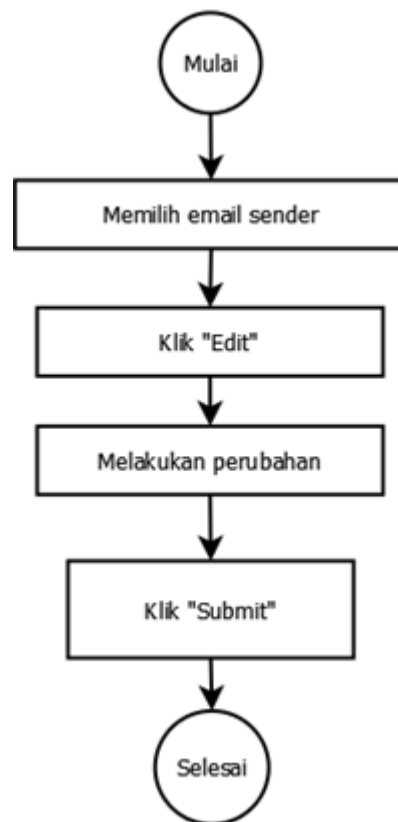 Mulai
Memilih email sender
Klik "Edit"
Melakukan perubahan
Klik "Submit"
Selesai